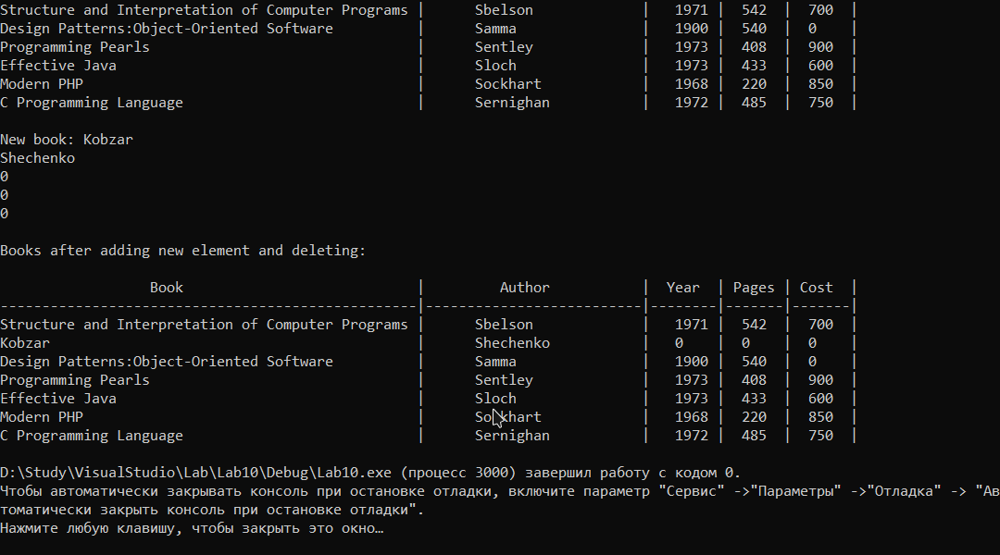 Structure and Interpretation of Computer Programs | Sbelson | 1971 | 542 | 700 |
Design Patterns:Object-Oriented Software | Samma | 1900 | 540 | 0 |
Programming Pearls | Sentley | 1973 | 408 | 900 |
Effective Java | Sloch | 1973 | 433 | 600 |
Modern PHP | Sockhart | 1968 | 220 | 850 |
C Programming Language | Sernighan | 1972 | 485 | 750 |
New book: Kobzar
Shechenko
0
0
0
Books after adding new element and deleting:
Book | Author | Year | Pages | Cost |
--------------------------------------------------|--------------------------|--------|-------|-------|
Structure and Interpretation of Computer Programs | Sbelson | 1971 | 542 | 700 |
Kobzar | Shechenko | 0 | 0 | 0 |
Design Patterns:Object-Oriented Software | Samma | 1900 | 540 | 0 |
Programming Pearls | Sentley | 1973 | 408 | 900 |
Effective Java | Sloch | 1973 | 433 | 600 |
Modern PHP | Sockhart | 1968 | 220 | 850 |
C Programming Language | Sernighan | 1972 | 485 | 750 |
D:\Study\VisualStudio\Lab\Lab10\Debug\Lab10.exe (процесс 3000) завершил работу с кодом 0.
Чтобы автоматически закрывать консоль при остановке отладки, включите параметр "Сервис" ->"Параметры" ->"Отладка" -> "Ав
томатически закрыть консоль при остановке отладки".
Нажмите любую клавишу, чтобы закрыть это окно…